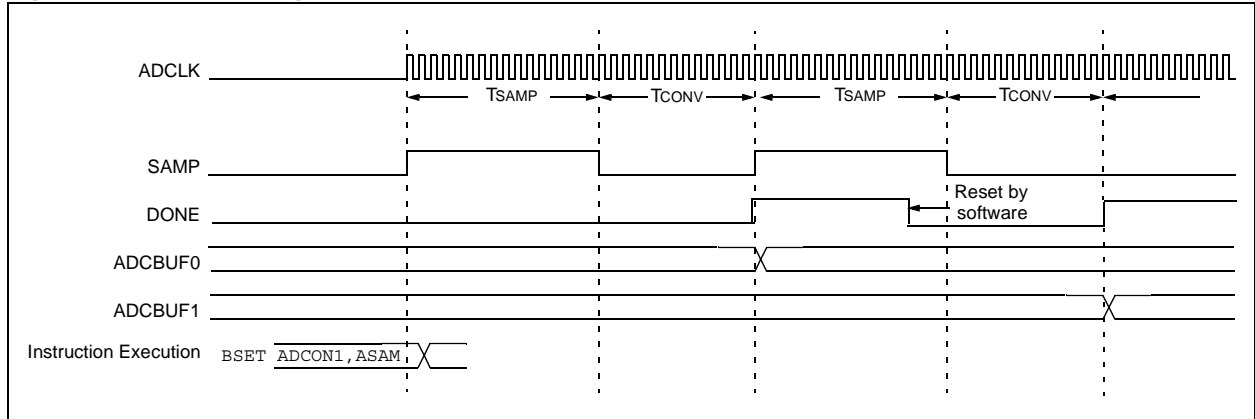 ADCLK
TSAMP TCONV TSAMP TCONV
SAMP
DONE
Reset by
software
ADCBUF0
ADCBUF1
Instruction Execution BSET ADCON1,ASAM